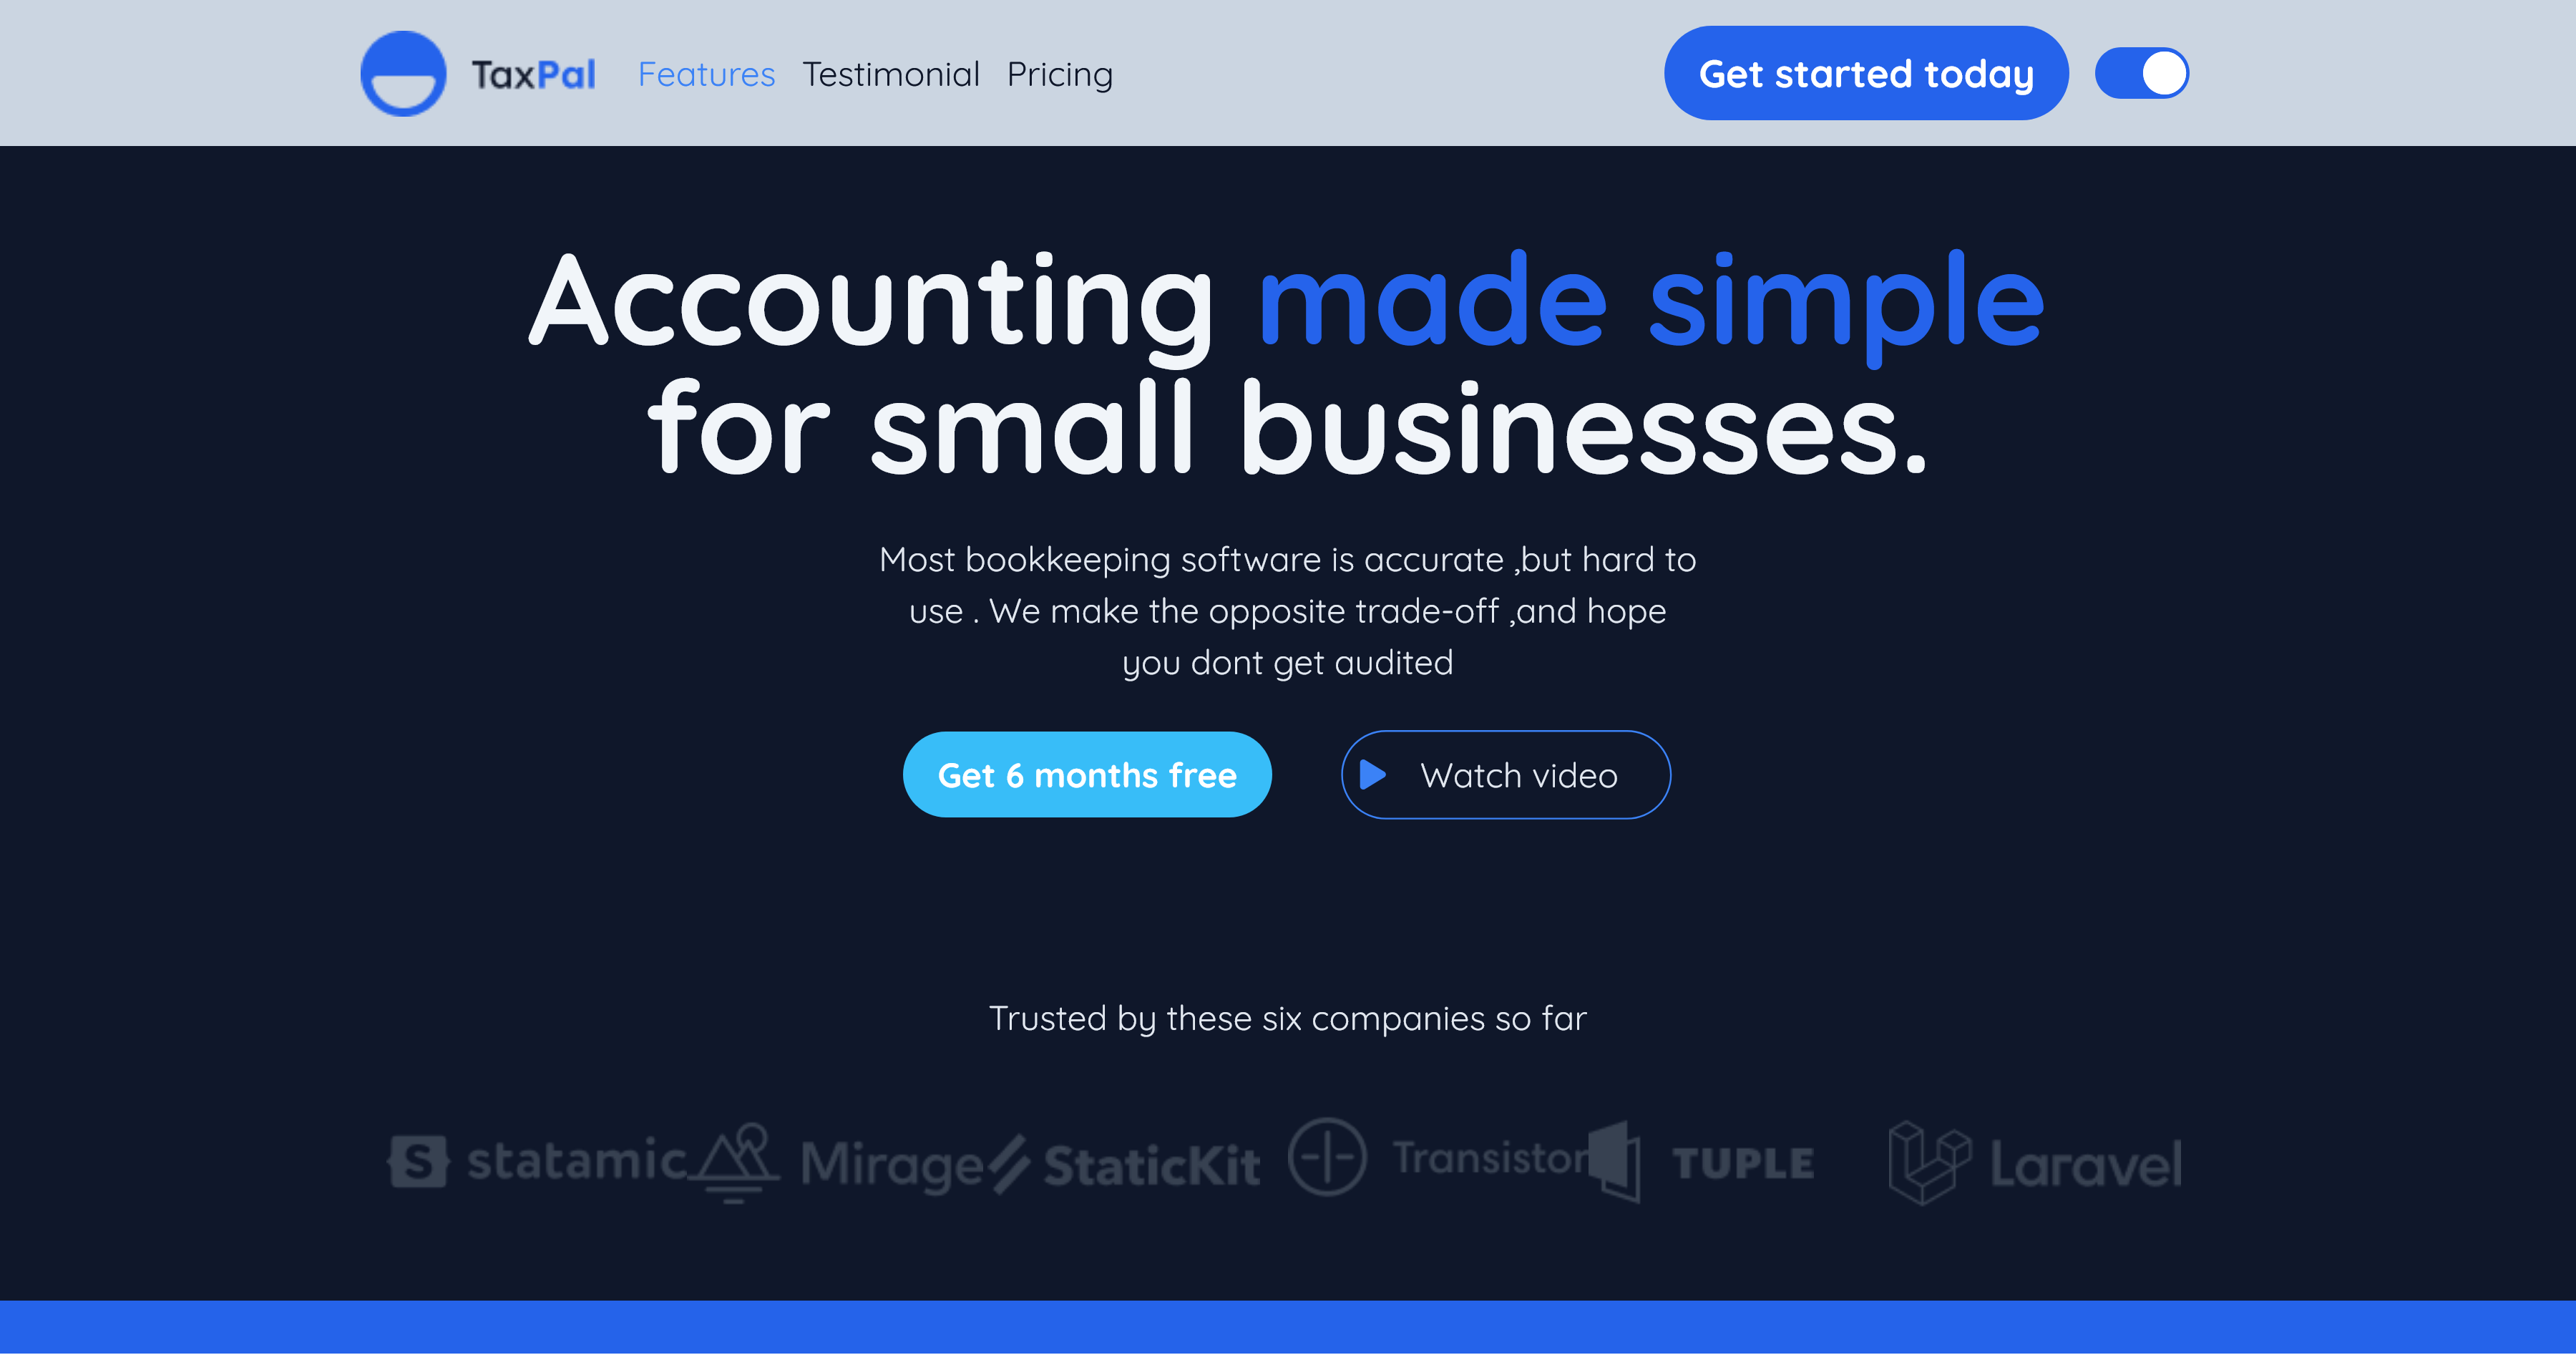 TaxPal Features Testimonial Pricing Get started today
Accounting made simple
for small businesses.
Most bookkeeping software is accurate ,but hard to
use . We make the opposite trade-off ,and hope
you dont get audited
Get 6 months free Watch video
Trusted by these six companies so far
S statamic Mirage StaticKit Transistor TUPLE Laravel